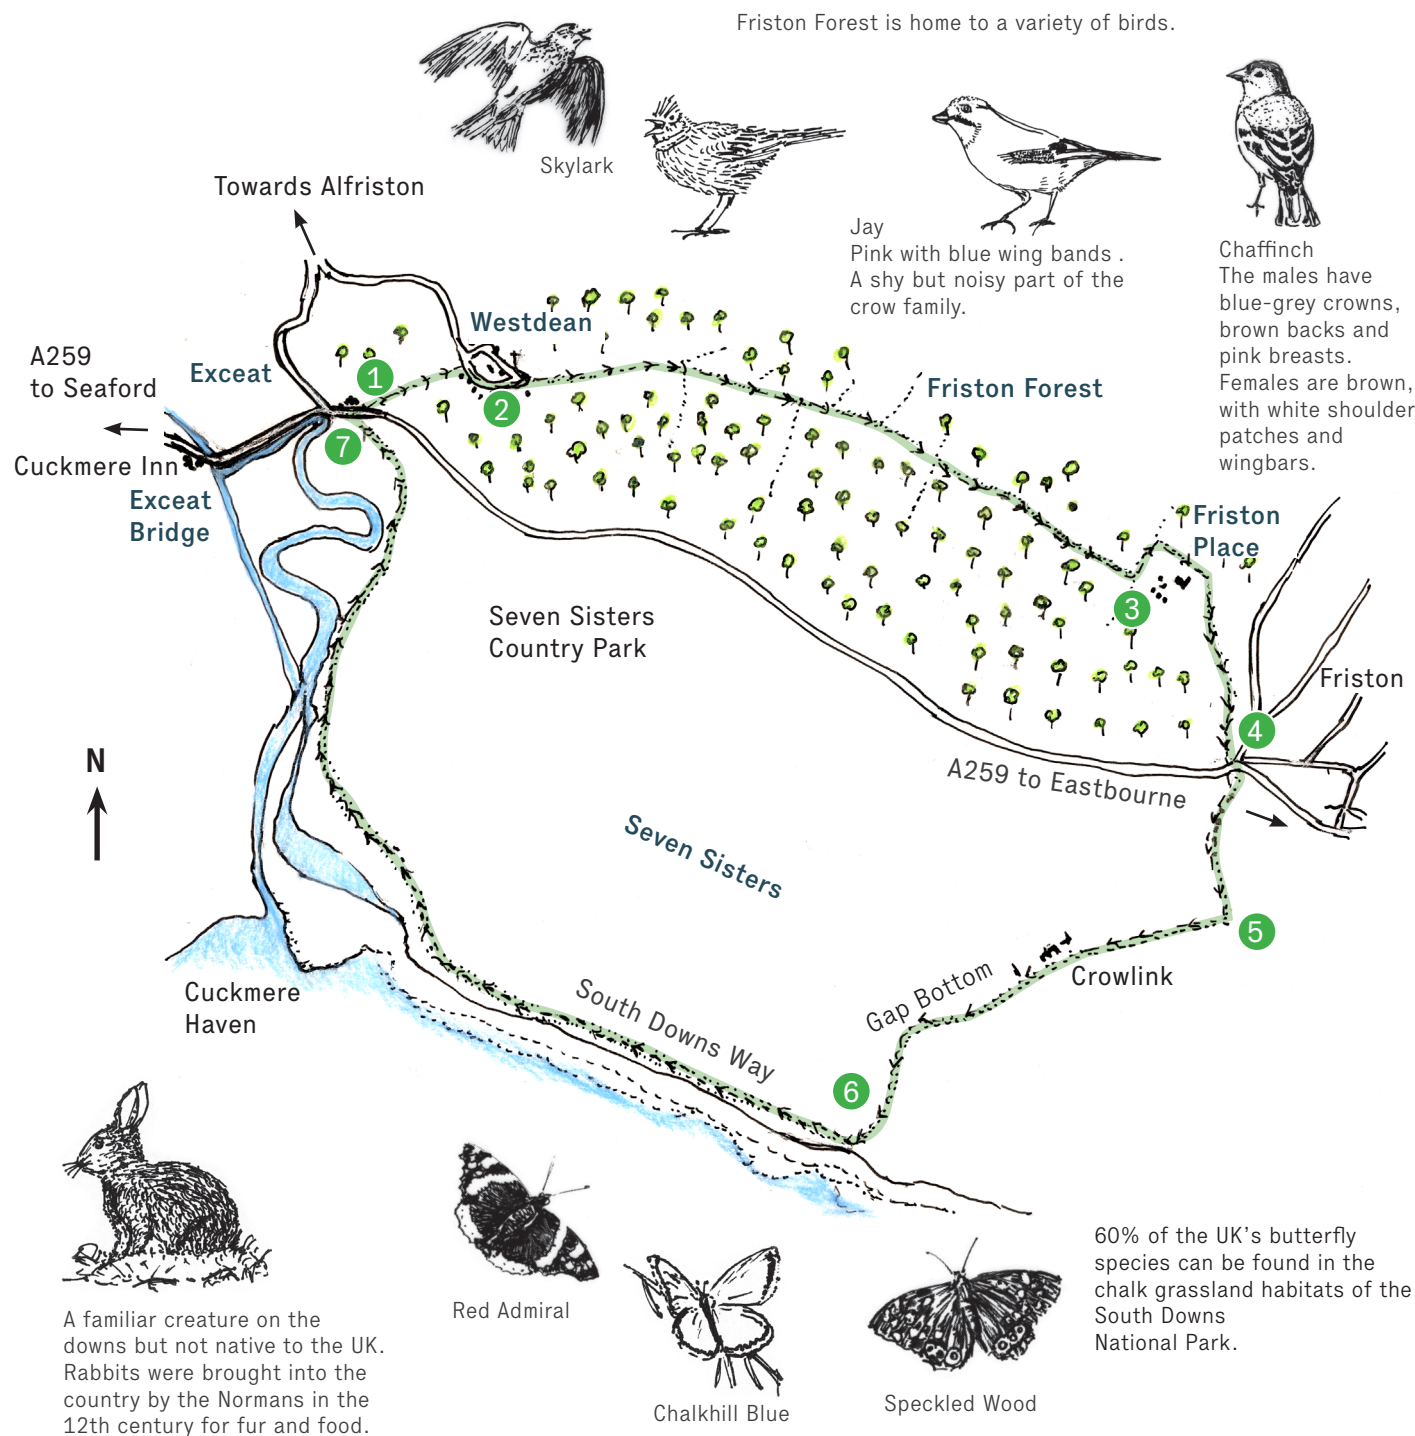 Friston Forest is home to a variety of birds.
Skylark
Jay
Pink with blue wing bands .
A shy but noisy part of the
crow family.
Chaffinch
The males have
blue-grey crowns,
brown backs and
pink breasts.
Females are brown,
with white shoulder
patches and
wingbars.
Towards Alfriston
A259
to Seaford
Exceat
Westdean
Friston Forest
1
2
7
Cuckmere Inn
Exceat
Bridge
Friston
Place
3
Seven Sisters
Country Park
Friston
4
N
A259 to Eastbourne
Seven Sisters
5
Crowlink
Gap Bottom
Cuckmere
Haven
South Downs Way
6
A familiar creature on the
downs but not native to the UK.
Rabbits were brought into the
country by the Normans in the
12th century for fur and food.
Red Admiral
Chalkhill Blue
Speckled Wood
60% of the UK's butterfly
species can be found in the
chalk grassland habitats of the
South Downs
National Park.